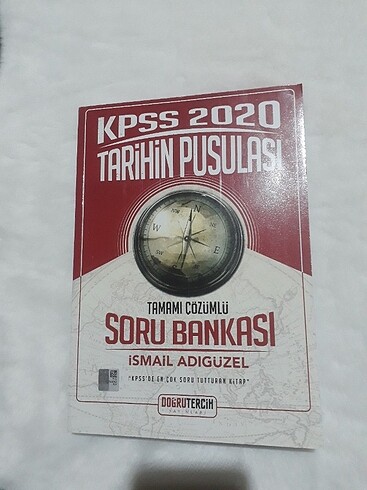 KPSS 2020
TARİHİN PUSULASI
N
W
E
S
TAMAMI ÇÖZÜMLÜ
SORU BANKASI
İSMAİL ADIGÜZEL
"KPSS'DE EN ÇOK SORU TUTTURAN KİTAP"
DOĞRUTERCİH
YAYINLARI